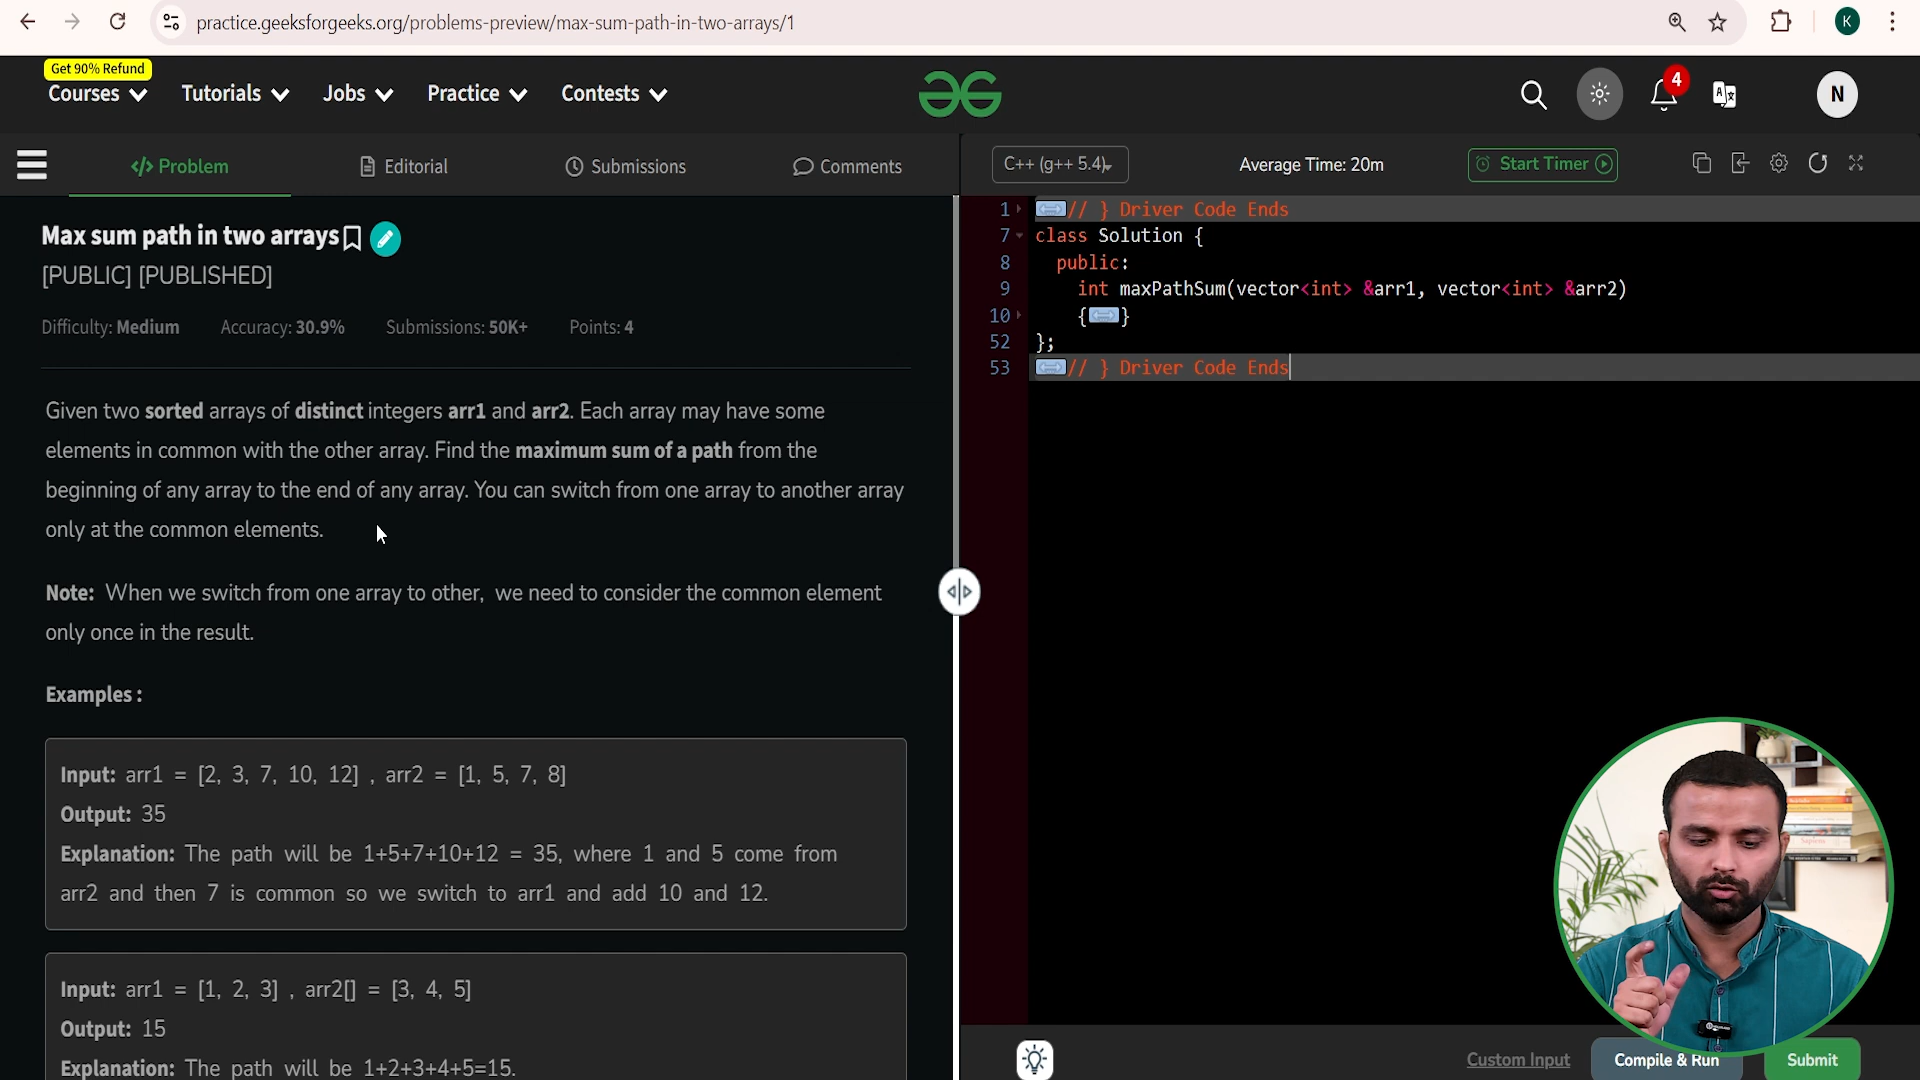 practice.geeksforgeeks.org/problems-preview/max-sum-path-in-two-arrays/1
K
Get 90% Refund
Courses
Tutorials
Jobs
Practice
Contests
4
N
</> Problem
Editorial
Submissions
Comments
C++ (g++ 5.4)
Average Time: 20m
Start Timer
Max sum path in two arrays
[PUBLIC] [PUBLISHED]
Difficulty: Medium Accuracy: 30.9% Submissions: 50K+ Points: 4
Given two sorted arrays of distinct integers arr1 and arr2. Each array may have some
elements in common with the other array. Find the maximum sum of a path from the
beginning of any array to the end of any array. You can switch from one array to another array
only at the common elements.
Note: When we switch from one array to other, we need to consider the common element
only once in the result.
Examples :
Input: arr1 = [2, 3, 7, 10, 12] , arr2 = [1, 5, 7, 8]
Output: 35
Explanation: The path will be 1+5+7+10+12 = 35, where 1 and 5 come from
arr2 and then 7 is common so we switch to arr1 and add 10 and 12.
Input: arr1 = [1, 2, 3] , arr2[] = [3, 4, 5]
Output: 15
Explanation: The path will be 1+2+3+4+5=15.
1 // } Driver Code Ends
7 class Solution {
8 public:
9 int maxPathSum(vector<int> &arr1, vector<int> &arr2)
10 { }
52 };
53 // } Driver Code Ends
Custom Input
Compile & Run
Submit